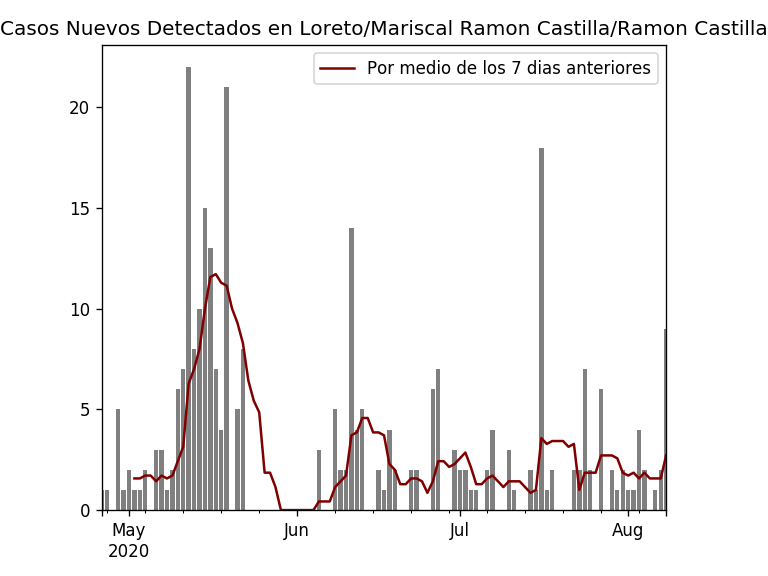 Casos Nuevos Detectados en Loreto/Mariscal Ramon Castilla/Ramon Castilla
Por medio de los 7 dias anteriores
20
15
10
5
0
May Jun Jul Aug
2020